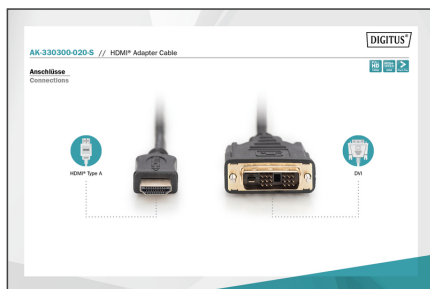 DIGITUS®
AK-330300-020-S // HDMI® Adapter Cable
Anschlüsse
Connections
HDMI® Type A
DVI